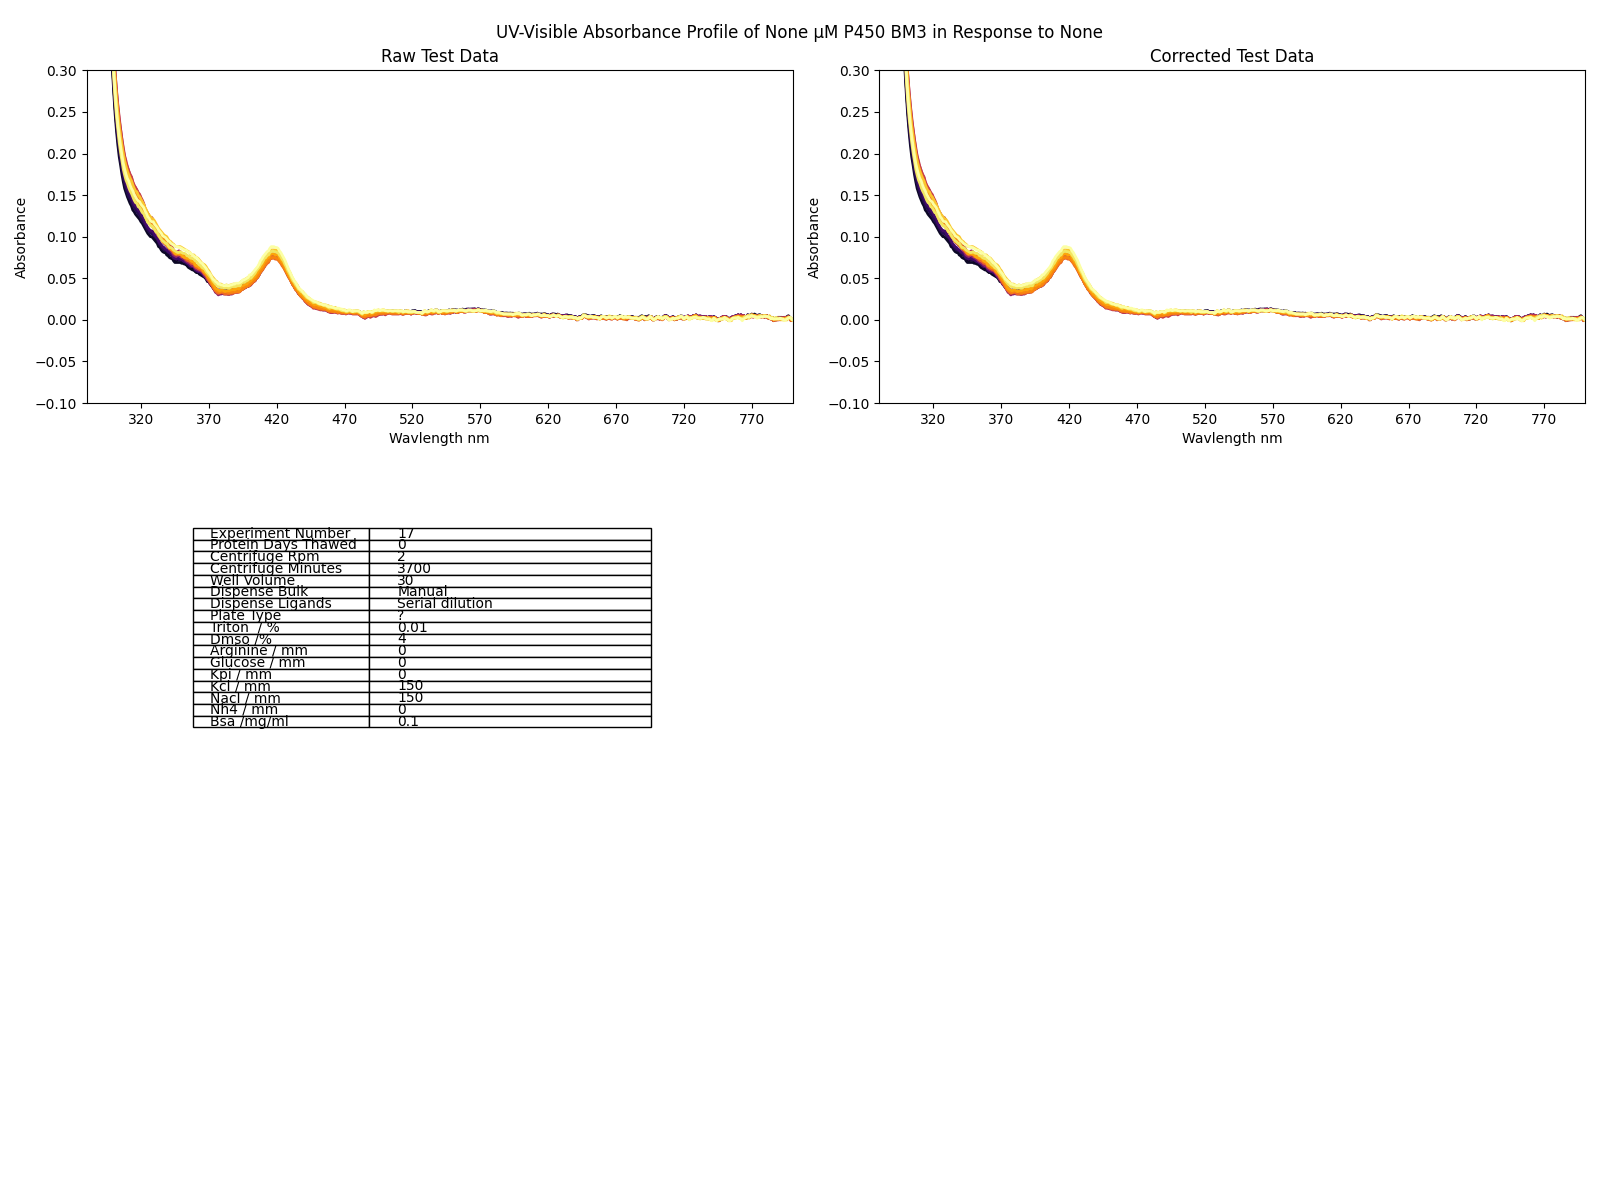 UV-Visible Absorbance Profile of None μM P450 BM3 in Response to None
Raw Test Data
0.30
0.25
0.20
0.15
0.10
0.05
0.00
−0.05
−0.10
Absorbance
320 370 420 470 520 570 620 670 720 770
Wavlength nm
Corrected Test Data
0.30
0.25
0.20
0.15
0.10
0.05
0.00
−0.05
−0.10
Absorbance
320 370 420 470 520 570 620 670 720 770
Wavlength nm
Experiment Number 17
Protein Days Thawed 0
Centrifuge Rpm 2
Centrifuge Minutes 3700
Well Volume 30
Dispense Bulk Manual
Dispense Ligands Serial dilution
Plate Type ?
Triton / % 0.01
Dmso /% 4
Arginine / mm 0
Glucose / mm 0
Kpi / mm 0
Kcl / mm 150
Nacl / mm 150
Nh4 / mm 0
Bsa /mg/ml 0.1